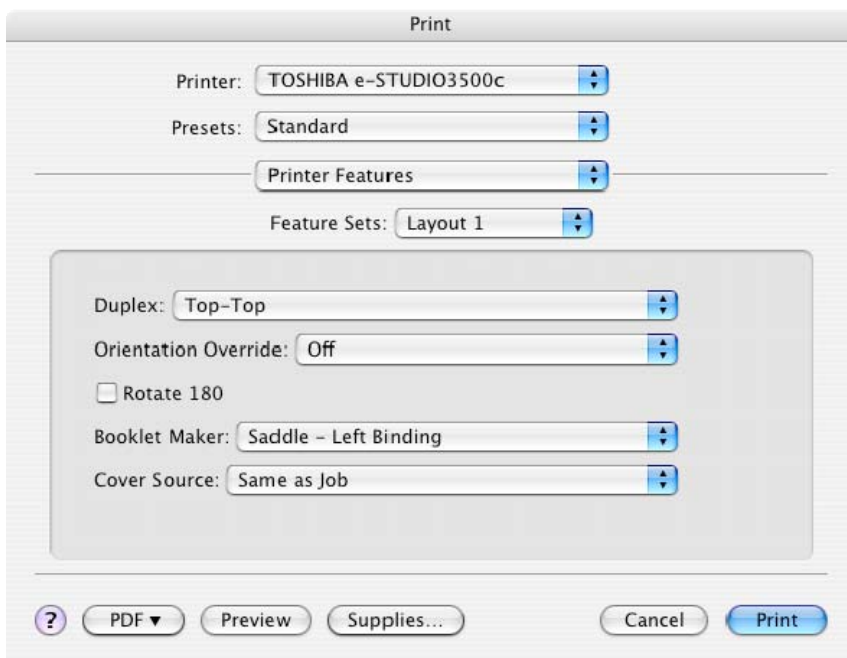 Print
Printer: TOSHIBA e-STUDIO3500c
Presets: Standard
Printer Features
Feature Sets: Layout 1
Duplex: Top-Top
Orientation Override: Off
Rotate 180
Booklet Maker: Saddle - Left Binding
Cover Source: Same as Job
? PDF ▼ Preview Supplies... Cancel Print